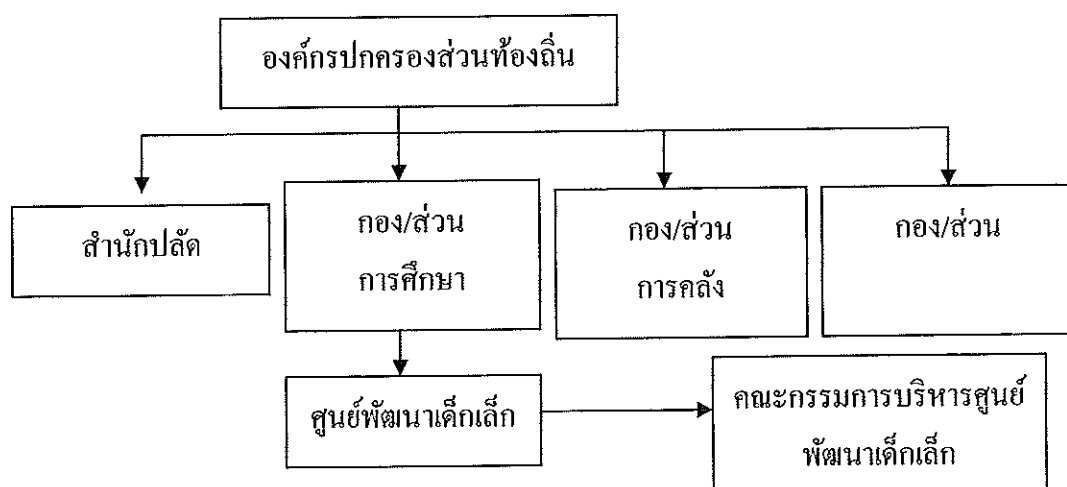 องค์กรปกครองส่วนท้องถิ่น
สำนักปลัด
กอง/ส่วน
การศึกษา
กอง/ส่วน
การคลัง
กอง/ส่วน
ศูนย์พัฒนาเด็กเล็ก
คณะกรรมการบริหารศูนย์
พัฒนาเด็กเล็ก